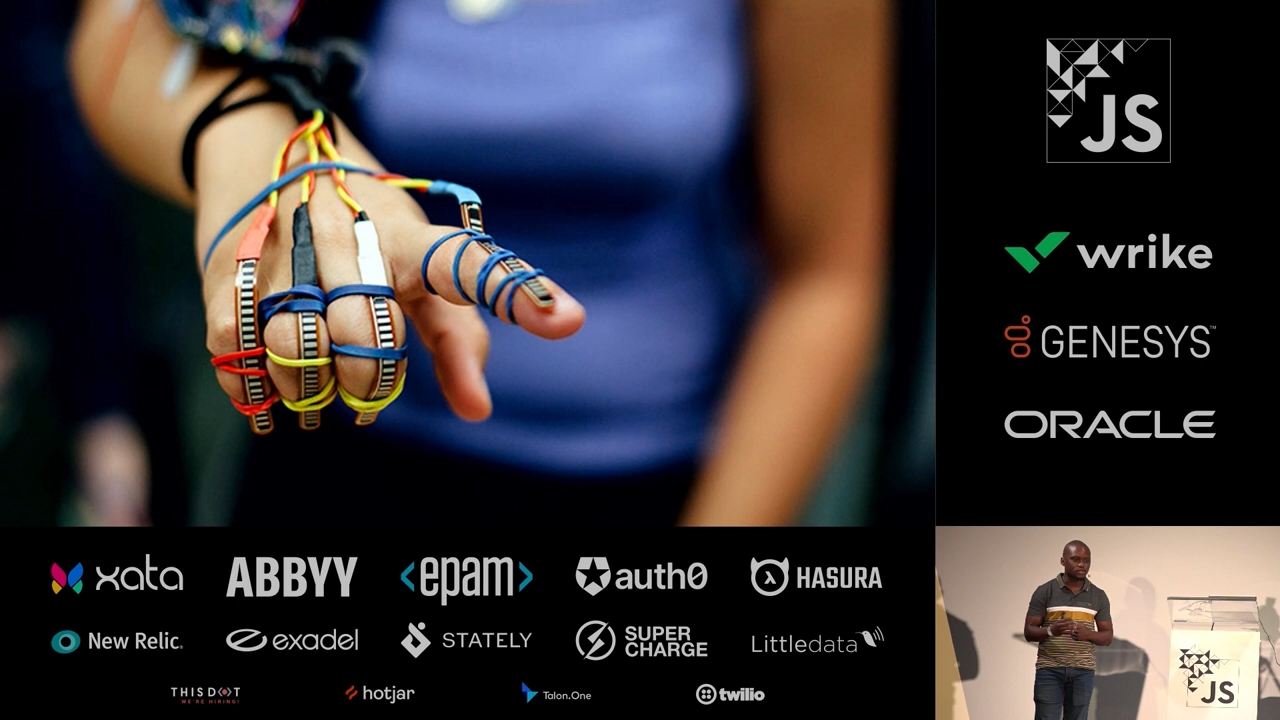 JS
wrike
GENESYS™
ORACLE
xata
ABBYY
<epam>
auth0
HASURA
New Relic.
exadel
STATELY
SUPER
CHARGE
Littledata
THIS DOT
WE'RE HIRING!
hotjar
Talon.One
twilio
JS